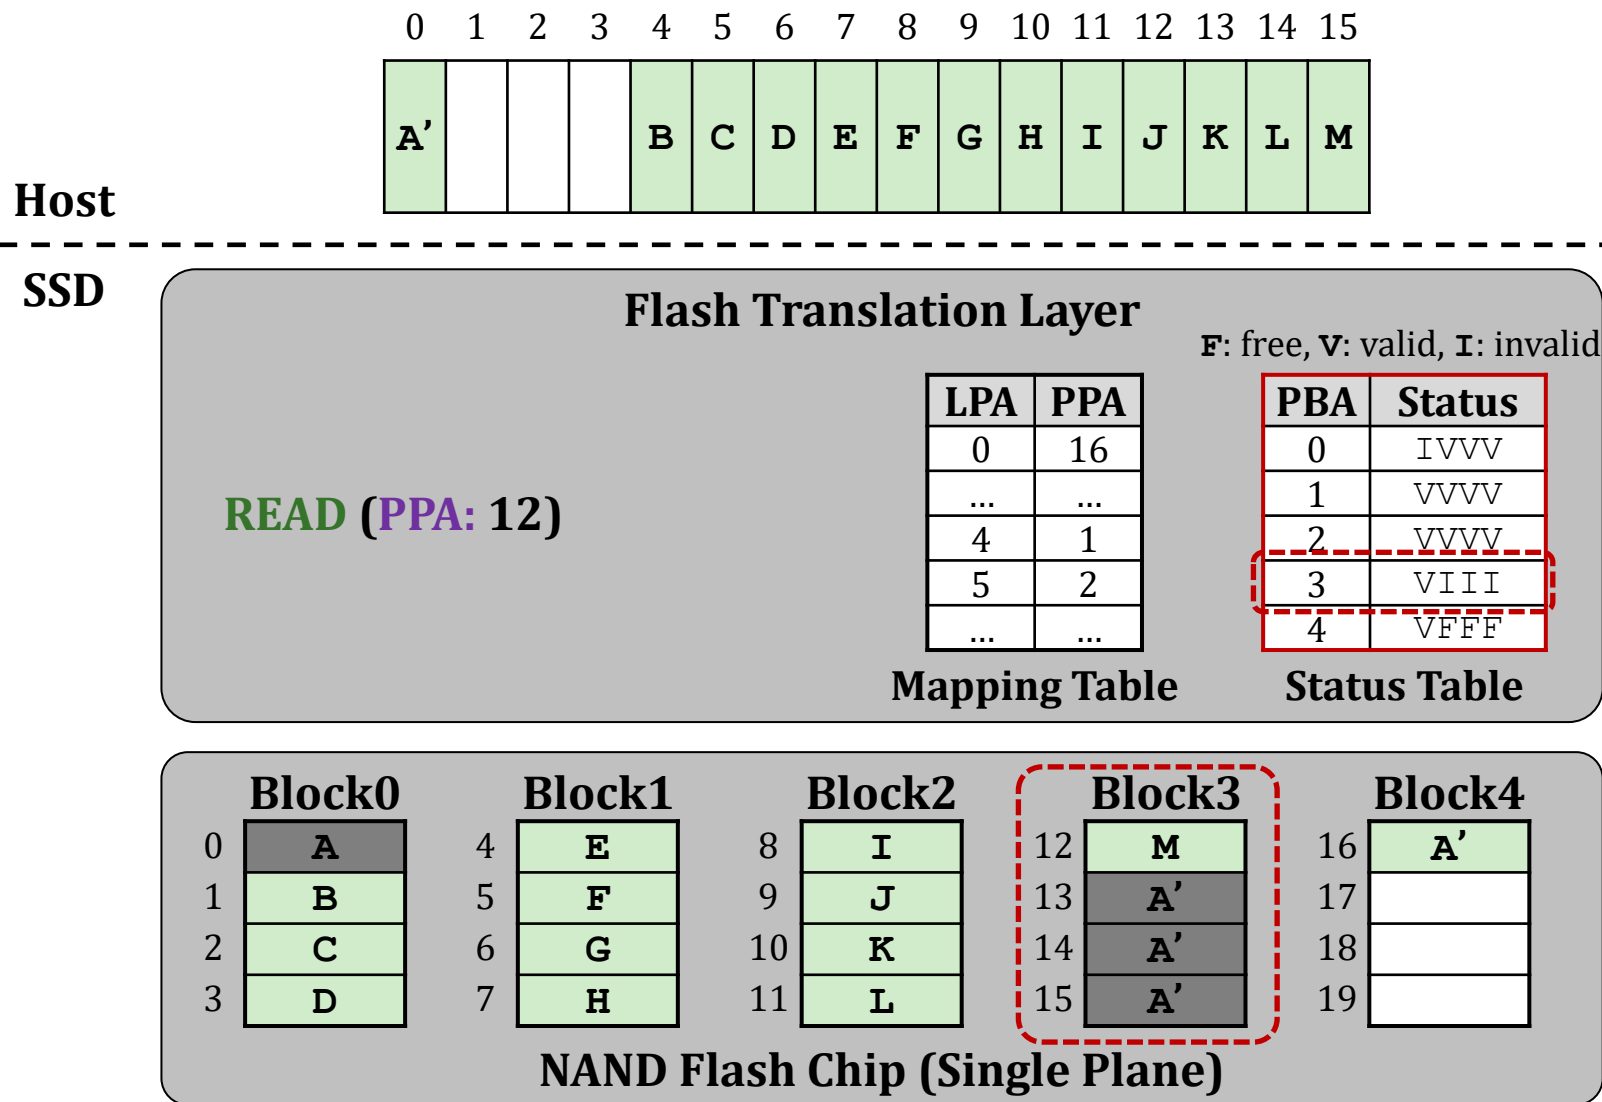 0 1 2 3 4 5 6 7 8 9 10 11 12 13 14 15
A’ B C D E F G H I J K L M
Host
SSD
Flash Translation Layer
F: free, V: valid, I: invalid
LPA PPA
0 16
... ...
4 1
5 2
... ...
Mapping Table
PBA Status
0 IVVV
1 VVVV
2 VVVV
3 VIII
4 VFFF
Status Table
READ (PPA: 12)
Block0 Block1 Block2 Block3 Block4
0 A 4 E 8 I 12 M 16 A’
1 B 5 F 9 J 13 A’ 17
2 C 6 G 10 K 14 A’ 18
3 D 7 H 11 L 15 A’ 19
NAND Flash Chip (Single Plane)